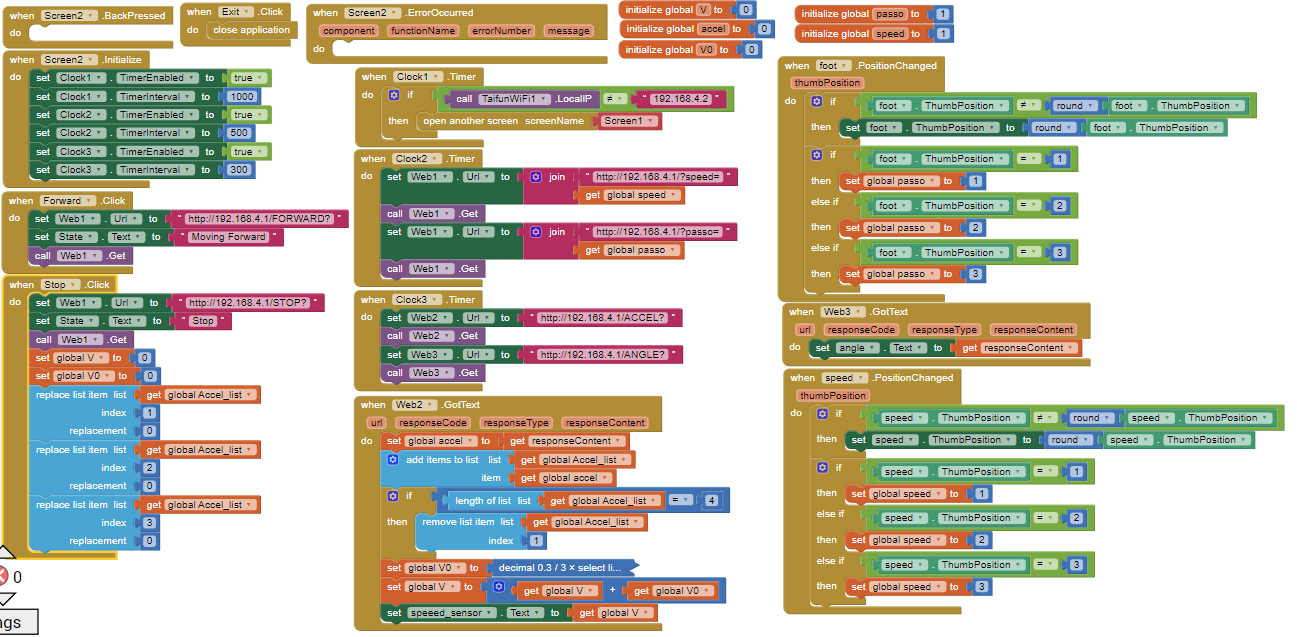 when Screen2 .BackPressed
do
when Exit .Click
do close application
when Screen2 .ErrorOccurred
component functionName errorNumber message
do
initialize global V to 0
initialize global accel to 0
initialize global V0 to 0
initialize global passo to 1
initialize global speed to 1
when Screen2 .Initialize
do set Clock1 . TimerEnabled to true
set Clock1 . TimerInterval to 1000
set Clock2 . TimerEnabled to true
set Clock2 . TimerInterval to 500
set Clock3 . TimerEnabled to true
set Clock3 . TimerInterval to 300
when Forward .Click
do set Web1 . Url to " http://192.168.4.1/FORWARD? "
set State . Text to " Moving Forward "
call Web1 .Get
when Stop .Click
do set Web1 . Url to " http://192.168.4.1/STOP? "
set State . Text to " Stop "
call Web1 .Get
set global V to 0
set global V0 to 0
replace list item list get global Accel_list
index 1
replacement 0
replace list item list get global Accel_list
index 2
replacement 0
replace list item list get global Accel_list
index 3
replacement 0
0
ngs
when Clock1 .Timer
do if call TaifunWiFi1 .LocalIP ≠ " 192.168.4.2 "
then open another screen screenName Screen1
when Clock2 .Timer
do set Web1 . Url to join " http://192.168.4.1/?speed= "
get global speed
call Web1 .Get
set Web1 . Url to join " http://192.168.4.1/?passo= "
get global passo
call Web1 .Get
when Clock3 .Timer
do set Web2 . Url to " http://192.168.4.1/ACCEL? "
call Web2 .Get
set Web3 . Url to " http://192.168.4.1/ANGLE? "
call Web3 .Get
when Web2 .GotText
url responseCode responseType responseContent
do set global accel to get responseContent
add items to list list get global Accel_list
item get global accel
if length of list list get global Accel_list = 4
then remove list item list get global Accel_list
index 1
set global V0 to decimal 0.3 / 3 × select li...
set global V to get global V + get global V0
set speeed_sensor . Text to get global V
when foot .PositionChanged
thumbPosition
do if foot . ThumbPosition ≠ round foot . ThumbPosition
then set foot . ThumbPosition to round foot . ThumbPosition
if foot . ThumbPosition = 1
then set global passo to 1
else if foot . ThumbPosition = 2
then set global passo to 2
else if foot . ThumbPosition = 3
then set global passo to 3
when Web3 .GotText
url responseCode responseType responseContent
do set angle . Text to get responseContent
when speed .PositionChanged
thumbPosition
do if speed . ThumbPosition ≠ round speed . ThumbPosition
then set speed . ThumbPosition to round speed . ThumbPosition
if speed . ThumbPosition = 1
then set global speed to 1
else if speed . ThumbPosition = 2
then set global speed to 2
else if speed . ThumbPosition = 3
then set global speed to 3